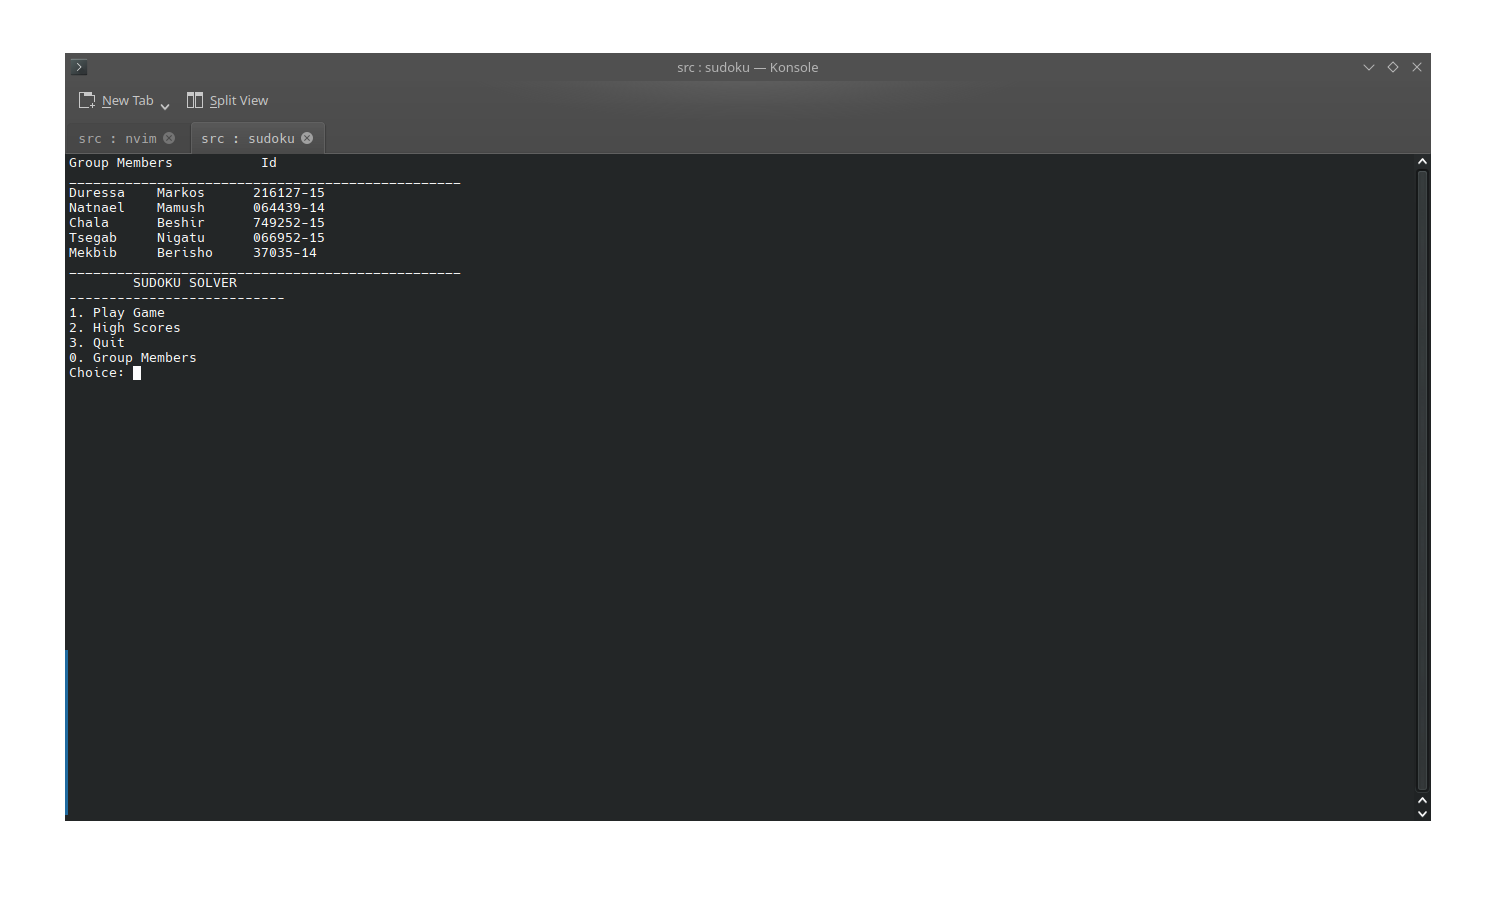 src : sudoku — Konsole
New Tab Split View
src : nvim src : sudoku
Group Members Id
_________________________________________________
Duressa Markos 216127-15
Natnael Mamush 064439-14
Chala Beshir 749252-15
Tsegab Nigatu 066952-15
Mekbib Berisho 37035-14
_________________________________________________
SUDOKU SOLVER
---------------------------
1. Play Game
2. High Scores
3. Quit
0. Group Members
Choice: